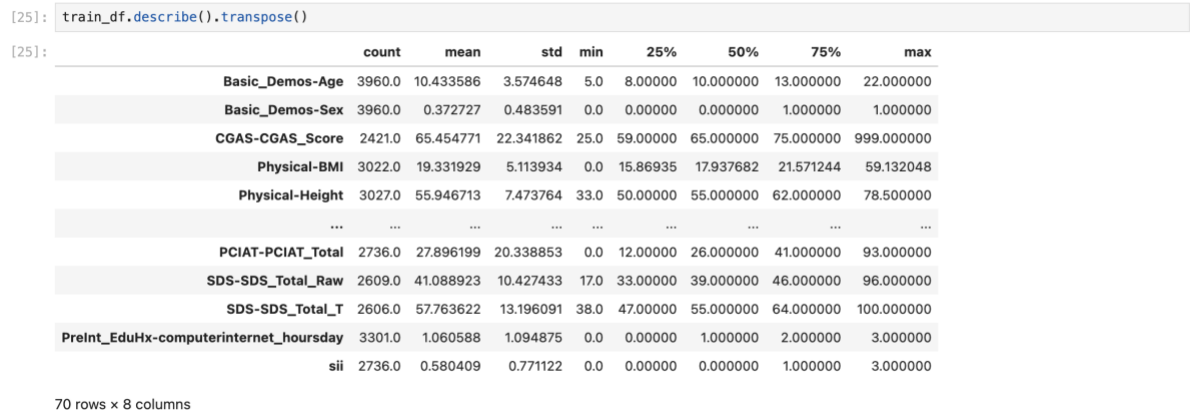 [25]: train_df.describe().transpose()
[25]:
count mean std min 25% 50% 75% max
Basic_Demos-Age 3960.0 10.433586 3.574648 5.0 8.00000 10.000000 13.000000 22.000000
Basic_Demos-Sex 3960.0 0.372727 0.483591 0.0 0.00000 0.000000 1.000000 1.000000
CGAS-CGAS_Score 2421.0 65.454771 22.341862 25.0 59.00000 65.000000 75.000000 999.000000
Physical-BMI 3022.0 19.331929 5.113934 0.0 15.86935 17.937682 21.571244 59.132048
Physical-Height 3027.0 55.946713 7.473764 33.0 50.00000 55.000000 62.000000 78.500000
... ... ... ... ... ... ... ... ...
PCIAT-PCIAT_Total 2736.0 27.896199 20.338853 0.0 12.00000 26.000000 41.000000 93.000000
SDS-SDS_Total_Raw 2609.0 41.088923 10.427433 17.0 33.00000 39.000000 46.000000 96.000000
SDS-SDS_Total_T 2606.0 57.763622 13.196091 38.0 47.00000 55.000000 64.000000 100.000000
PreInt_EduHx-computerinternet_hoursday 3301.0 1.060588 1.094875 0.0 0.00000 1.000000 2.000000 3.000000
sii 2736.0 0.580409 0.771122 0.0 0.00000 0.000000 1.000000 3.000000
70 rows × 8 columns